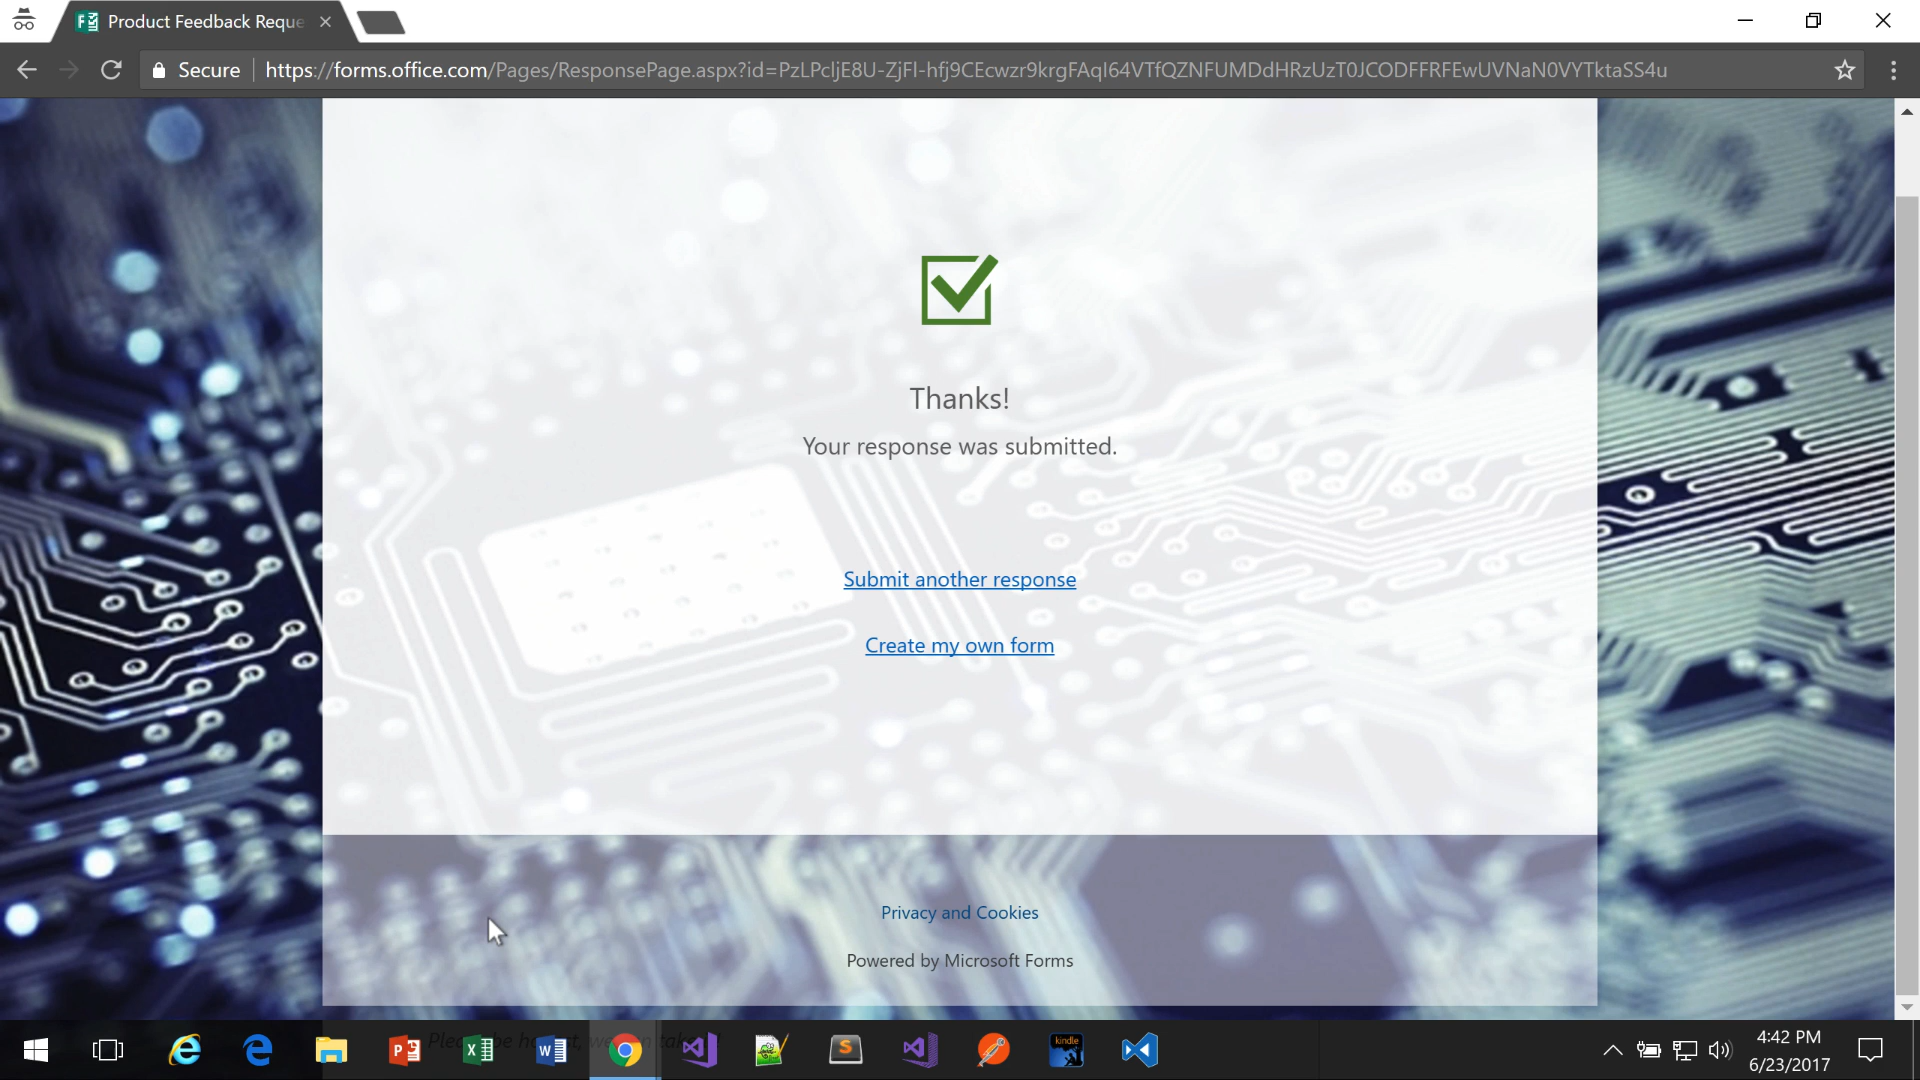 Product Feedback Reque
Secure
https://forms.office.com/Pages/ResponsePage.aspx?id=PzLPcljE8U-ZjFl-hfj9CEcwzr9krgFAqI64VTfQZNFUMDdHRzUzT0JCODFFRFEwUVNaN0VYTktaSS4u
Thanks!
Your response was submitted.
Submit another response
Create my own form
Privacy and Cookies
Powered by Microsoft Forms
kindle
4:42 PM
6/23/2017